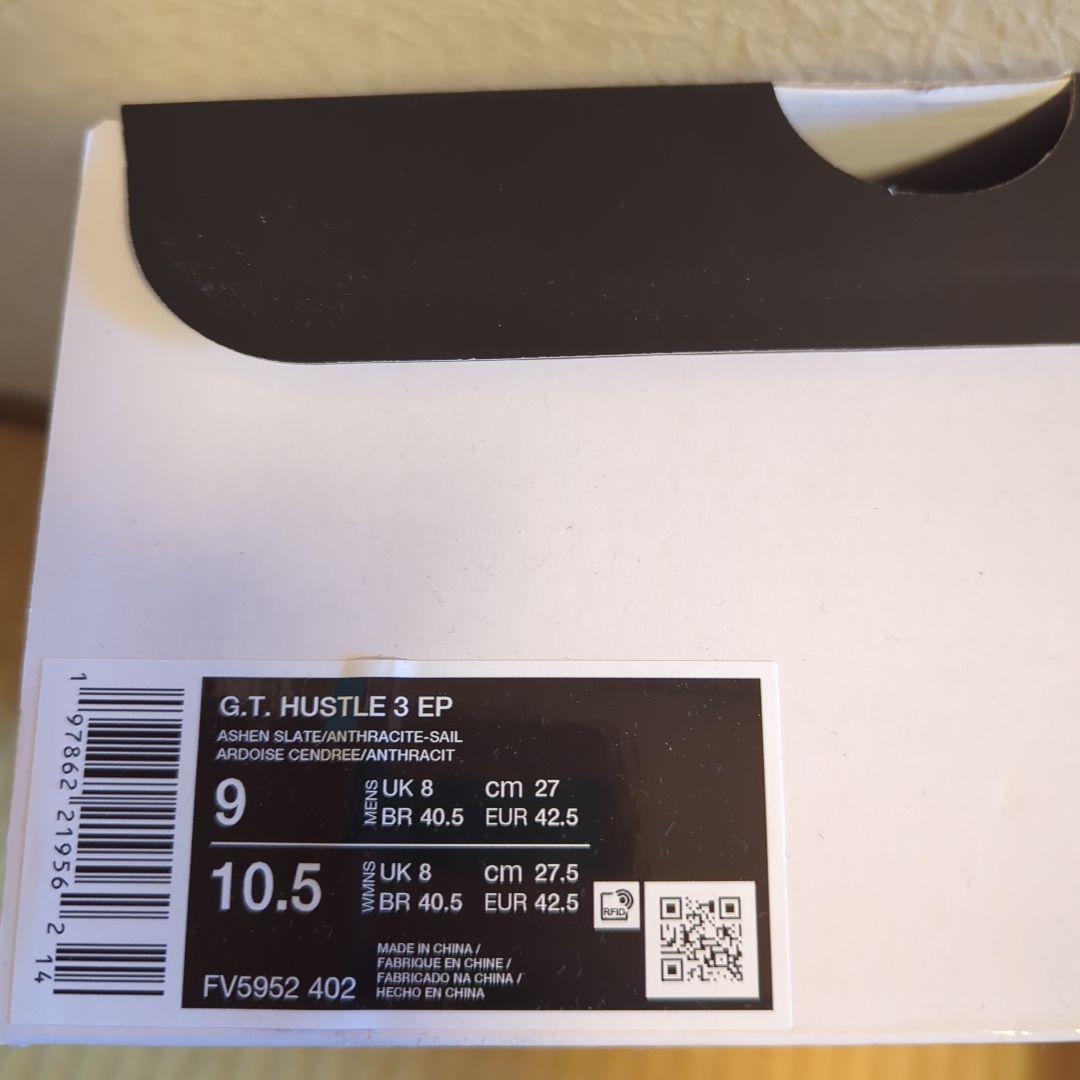 G.T. HUSTLE 3 EP
ASHEN SLATE/ANTHRACITE-SAIL
ARDOISE CENDREE/ANTHRACIT
9 MENS UK 8 cm 27
BR 40.5 EUR 42.5
10.5 WMNS UK 8 cm 27.5
BR 40.5 EUR 42.5
RFID
MADE IN CHINA /
FABRIQUE EN CHINE /
FABRICADO NA CHINA /
HECHO EN CHINA
FV5952 402
1 97862 21956 2 14